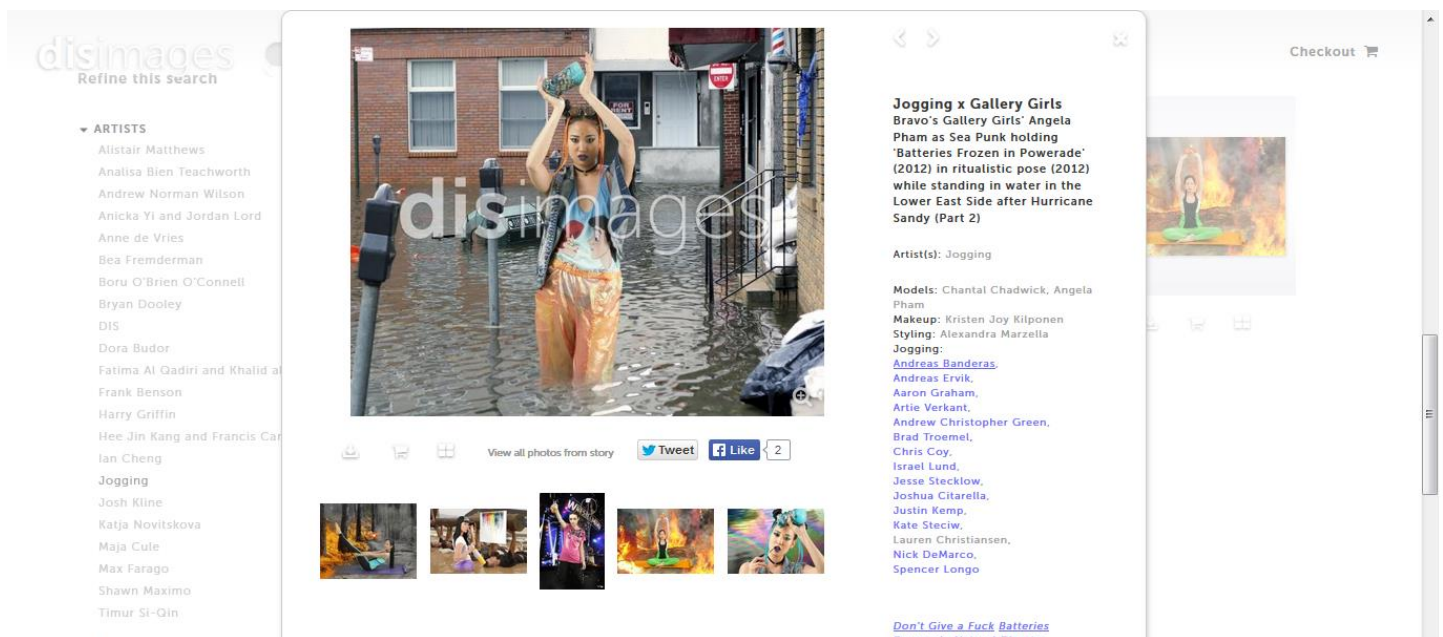 disimages
Refine this search
Checkout
ARTISTS
Alistair Matthews
Analisa Bien Teachworth
Andrew Norman Wilson
Anicka Yi and Jordan Lord
Anne de Vries
Bea Fremderman
Boru O'Brien O'Connell
Bryan Dooley
DIS
Dora Budor
Fatima Al Qadiri and Khalid al
Frank Benson
Harry Griffin
Hee Jin Kang and Francis Car
Ian Cheng
Jogging
Josh Kline
Katja Novitskova
Maja Cule
Max Farago
Shawn Maximo
Timur Si-Qin
ENTER
FOR
RENT
disimages
View all photos from story
Tweet
Like
2
Jogging x Gallery Girls
Bravo's Gallery Girls' Angela
Pham as Sea Punk holding
'Batteries Frozen in Powerade'
(2012) in ritualistic pose (2012)
while standing in water in the
Lower East Side after Hurricane
Sandy (Part 2)
Artist(s): Jogging
Models: Chantal Chadwick, Angela
Pham
Makeup: Kristen Joy Kilponen
Styling: Alexandra Marzella
Jogging:
Andreas Banderas,
Andreas Ervik,
Aaron Graham,
Artie Verkant,
Andrew Christopher Green,
Brad Troemel,
Chris Coy,
Israel Lund,
Jesse Stecklow,
Joshua Citarella,
Justin Kemp,
Kate Steciw,
Lauren Christiansen,
Nick DeMarco,
Spencer Longo
Don't Give a Fuck Batteries